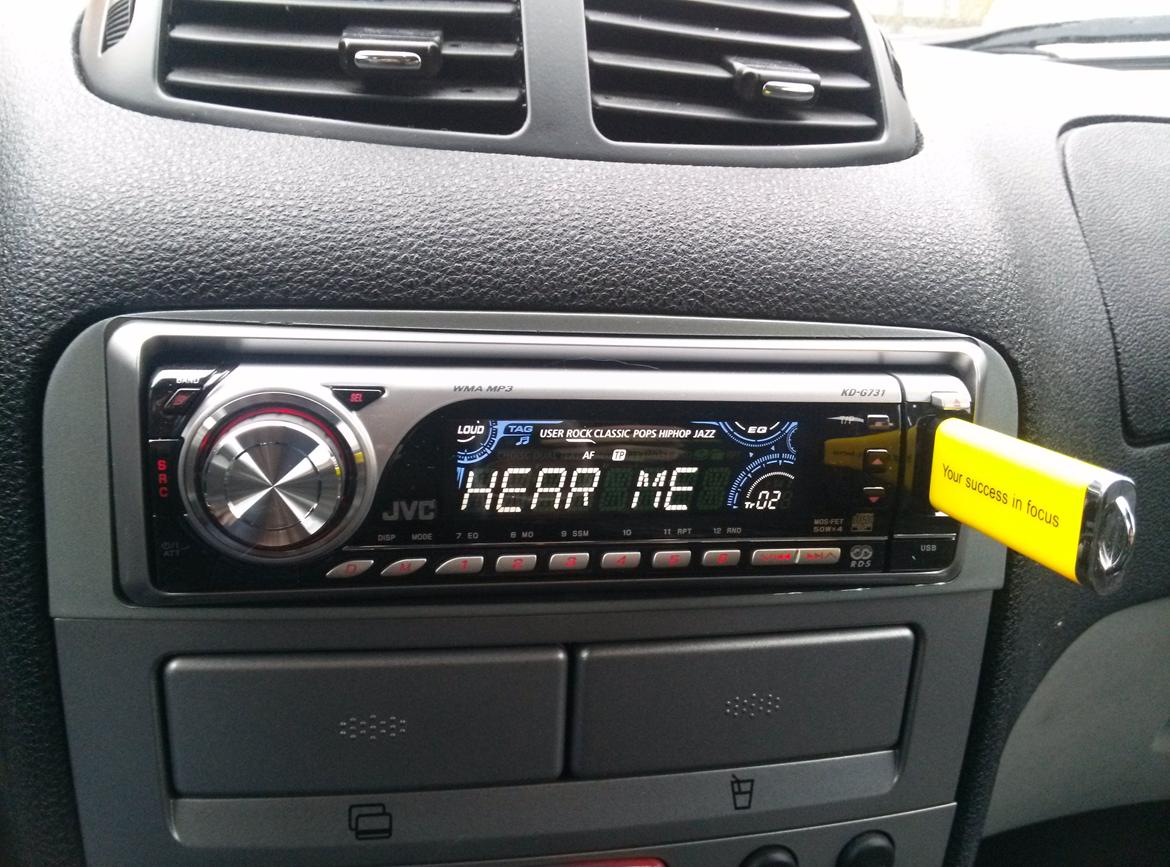 BAND
SEL
WMA MP3
KD-G731
T/P
LOUD
TAG
USER ROCK CLASSIC POPS HIPHOP JAZZ
EQ
AF TP
HEAR ME
Tr 02
SRC
JVC
ATT
DISP MODE 7 EQ 8 MO 9 SSM 10 11 RPT 12 RND
MOS-FET
50W×4
D M 1 2 3 4 5 6
RDS
USB
Your success in focus